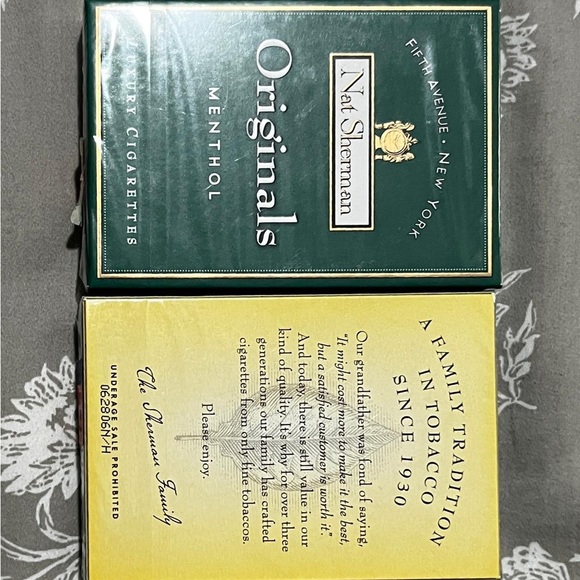 FIFTH AVENUE • NEW YORK
Nat Sherman
Originals
MENTHOL
LUXURY CIGARETTES
A FAMILY TRADITION
IN TOBACCO
SINCE 1930
Our grandfather was fond of saying,
"It might cost more to make it the best,
but a satisfied customer is worth it."
And today, there is still value in our
kind of quality. It's why for over three
generations our family has crafted
cigarettes from only fine tobaccos.
Please enjoy.
The Sherman Family
UNDERAGE SALE PROHIBITED
062806N/H